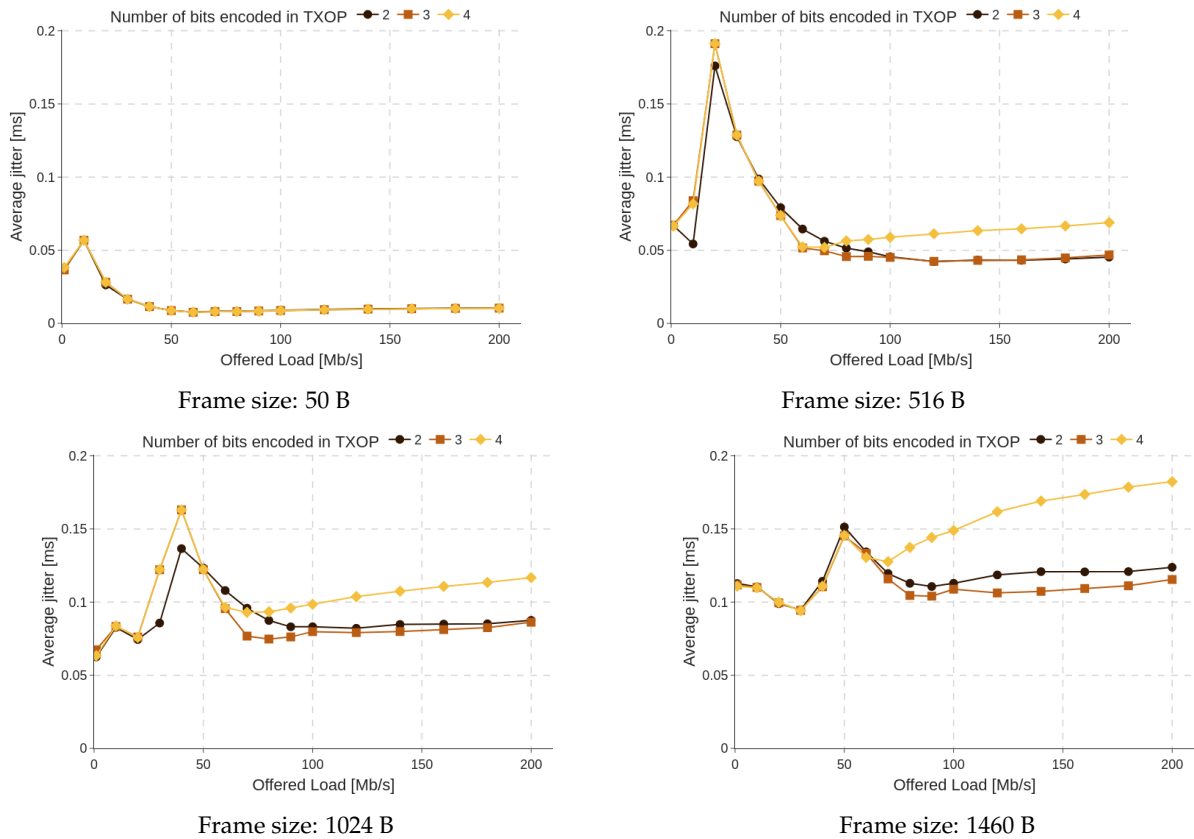 Number of bits encoded in TXOP 2 3 4
0.2
0.15
0.1
0.05
0
Average jitter [ms]
0 50 100 150 200
Offered Load [Mb/s]
Frame size: 50 B
Number of bits encoded in TXOP 2 3 4
0.2
0.15
0.1
0.05
0
Average jitter [ms]
0 50 100 150 200
Offered Load [Mb/s]
Frame size: 516 B
Number of bits encoded in TXOP 2 3 4
0.2
0.15
0.1
0.05
0
Average jitter [ms]
0 50 100 150 200
Offered Load [Mb/s]
Frame size: 1024 B
Number of bits encoded in TXOP 2 3 4
0.2
0.15
0.1
0.05
0
Average jitter [ms]
0 50 100 150 200
Offered Load [Mb/s]
Frame size: 1460 B